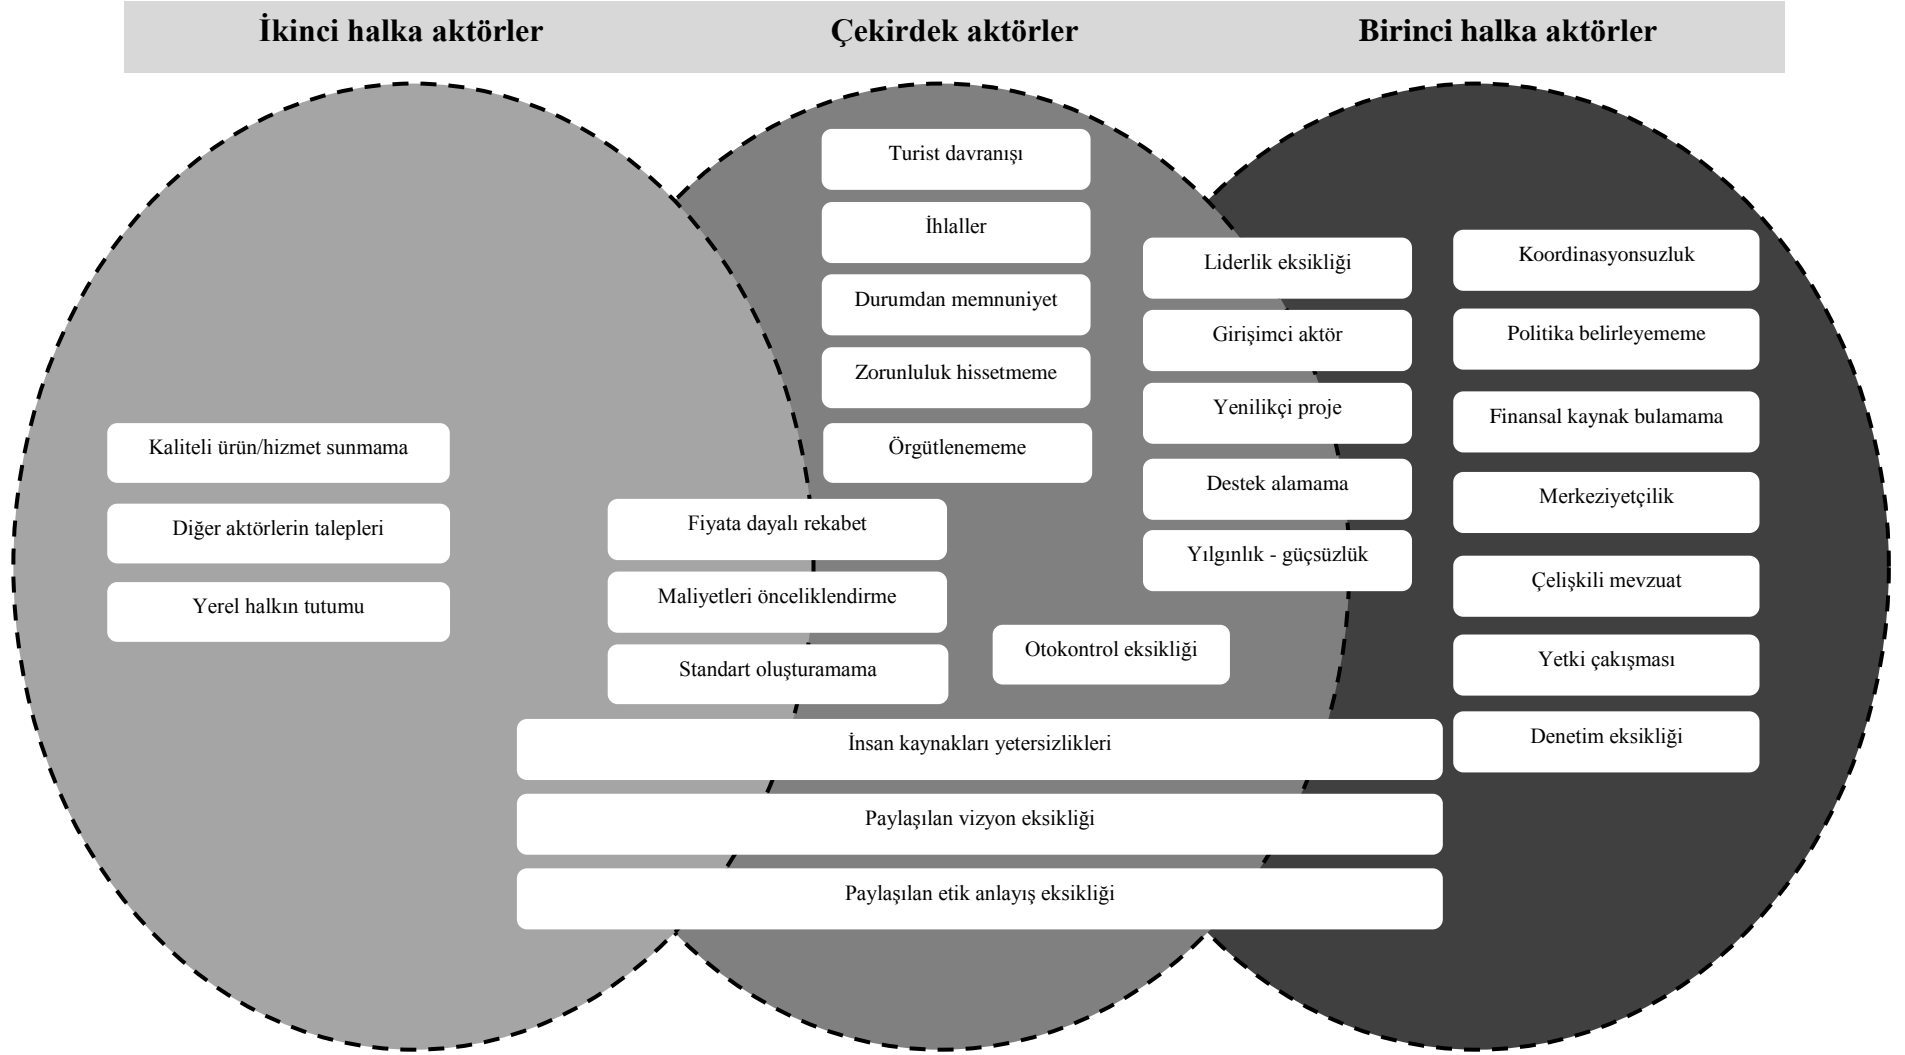 İkinci halka aktörler
Çekirdek aktörler
Birinci halka aktörler
Kaliteli ürün/hizmet sunmama
Diğer aktörlerin talepleri
Yerel halkın tutumu
Turist davranışı
İhlaller
Durumdan memnuniyet
Zorunluluk hissetmeme
Örgütlenememe
Fiyata dayalı rekabet
Maliyetleri önceliklendirme
Standart oluşturamama
Liderlik eksikliği
Girişimci aktör
Yenilikçi proje
Destek alamama
Yılgınlık - güçsüzlük
Otokontrol eksikliği
Koordinasyonsuzluk
Politika belirleyememe
Finansal kaynak bulamama
Merkeziyetçilik
Çelişkili mevzuat
Yetki çakışması
Denetim eksikliği
İnsan kaynakları yetersizlikleri
Paylaşılan vizyon eksikliği
Paylaşılan etik anlayış eksikliği